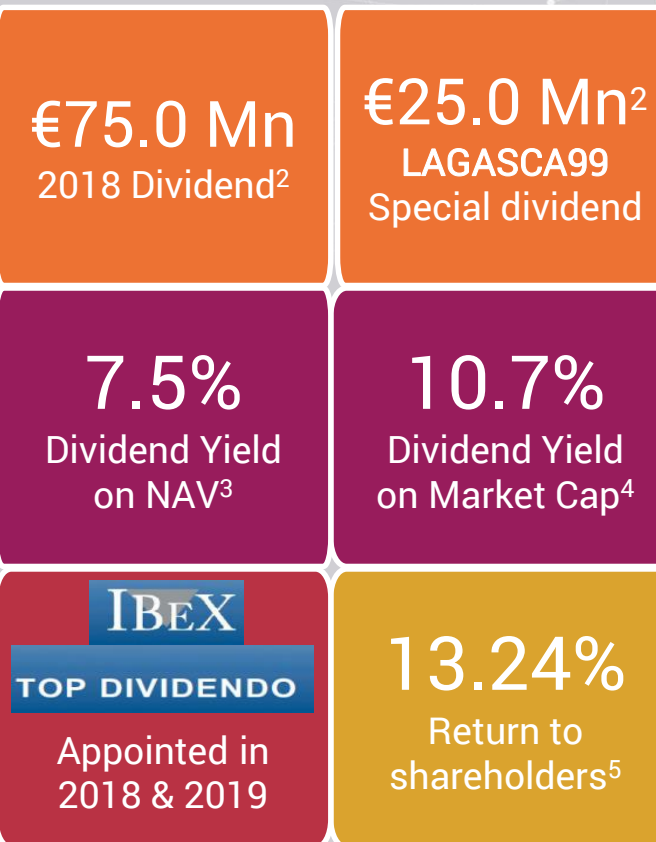 €75.0 Mn
2018 Dividend²
€25.0 Mn²
LAGASCA99
Special dividend
7.5%
Dividend Yield
on NAV³
10.7%
Dividend Yield
on Market Cap⁴
IBEX
TOP DIVIDENDO
Appointed in
2018 & 2019
13.24%
Return to
shareholders⁵